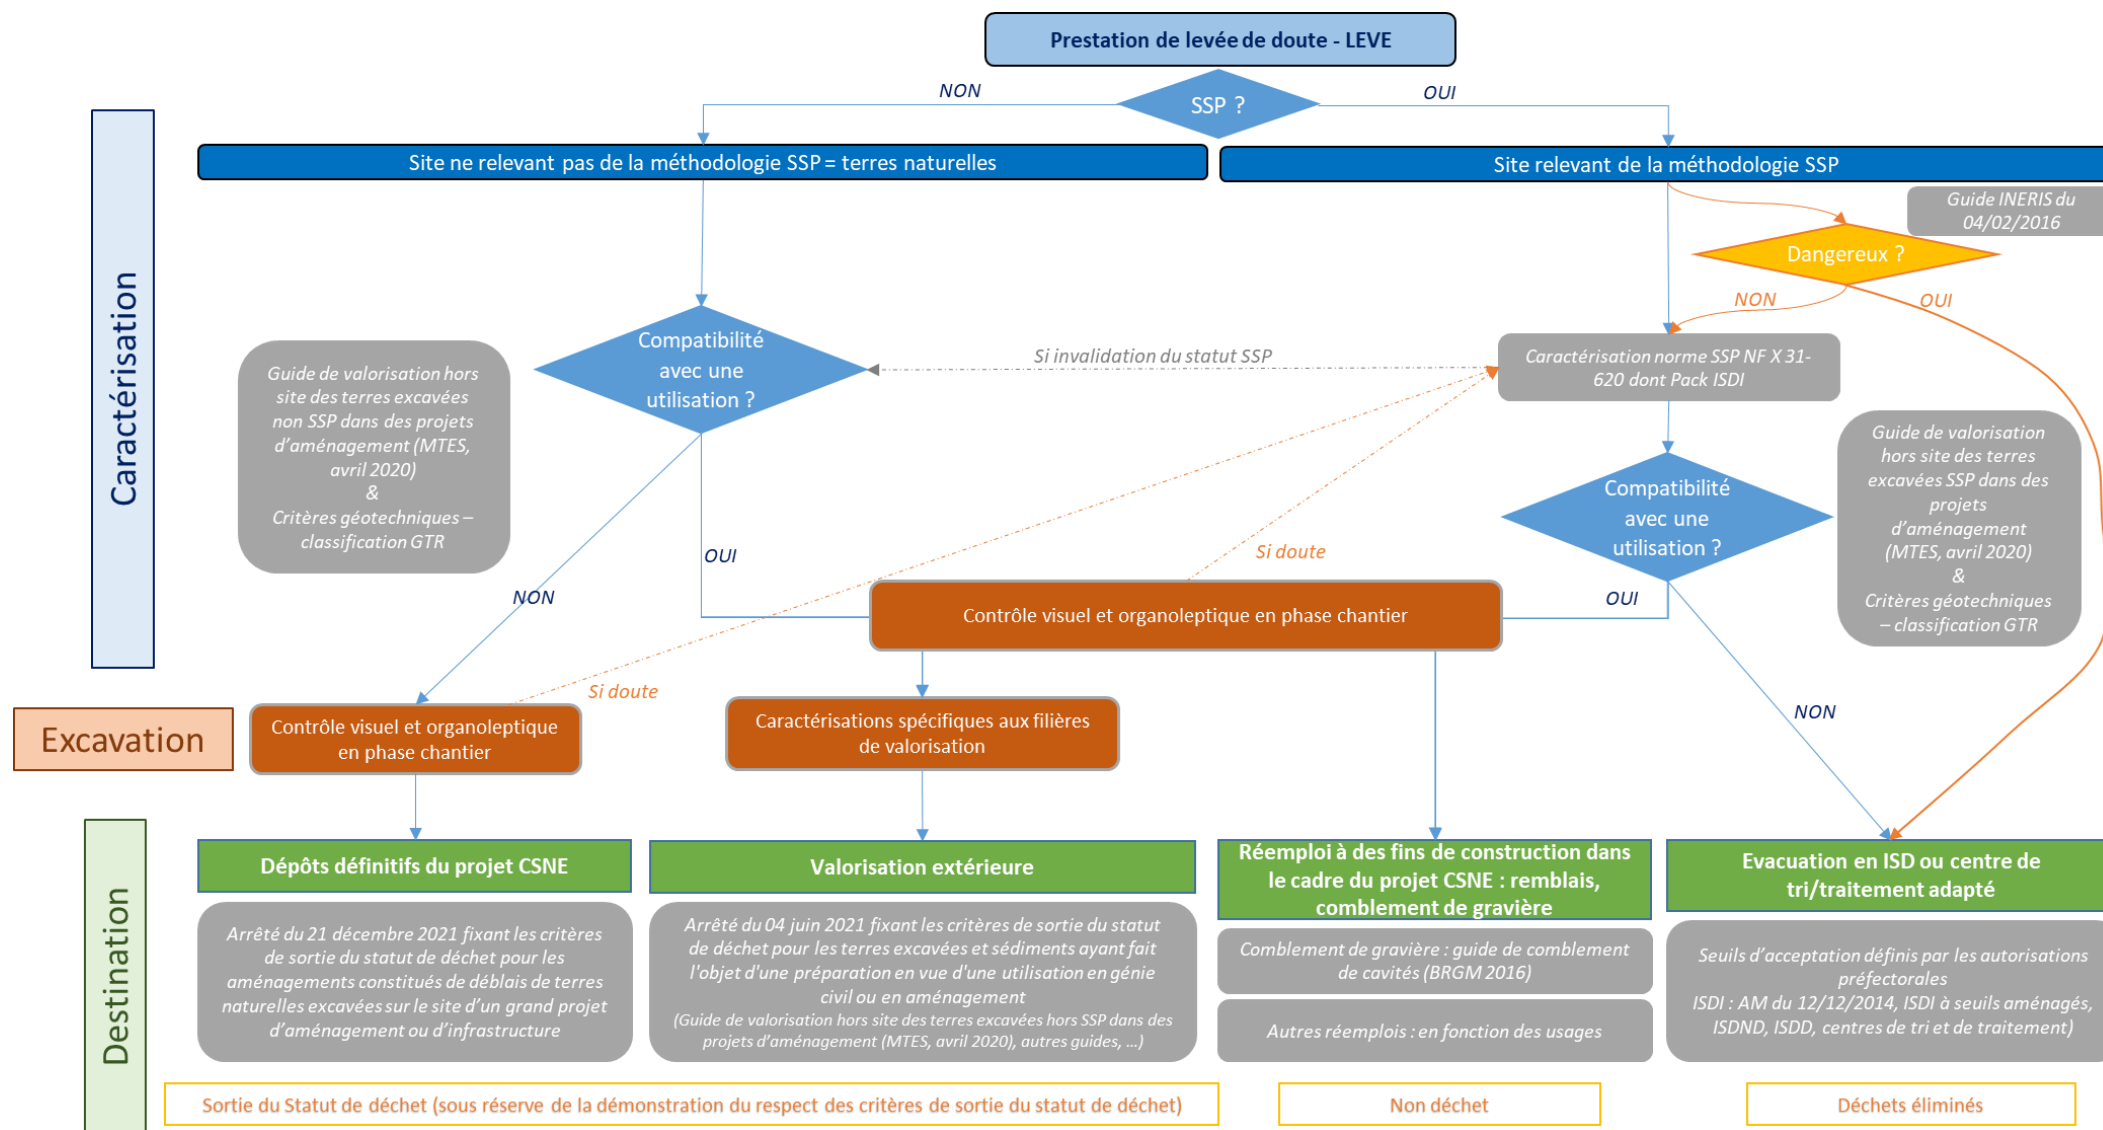 Prestation de levée de doute - LEVE
NON
SSP ?
OUI
Site ne relevant pas de la méthodologie SSP = terres naturelles
Site relevant de la méthodologie SSP
Guide INERIS du
04/02/2016
Dangereux ?
NON
OUI
Caractérisation
Compatibilité
avec une
utilisation ?
Si invalidation du statut SSP
Caractérisation norme SSP NF X 31-
620 dont Pack ISDI
Guide de valorisation hors
site des terres excavées
non SSP dans des projets
d'aménagement (MTES,
avril 2020)
&
Critères géotechniques –
classification GTR
Guide de valorisation
hors site des terres
excavées SSP dans des
projets
d'aménagement
(MTES, avril 2020)
&
Critères géotechniques
– classification GTR
Compatibilité
avec une
utilisation ?
OUI
NON
Si doute
OUI
Contrôle visuel et organoleptique en phase chantier
Si doute
NON
Excavation
Contrôle visuel et organoleptique
en phase chantier
Caractérisations spécifiques aux filières
de valorisation
Destination
Dépôts définitifs du projet CSNE
Arrêté du 21 décembre 2021 fixant les critères
de sortie du statut de déchet pour les
aménagements constitués de déblais de terres
naturelles excavées sur le site d'un grand projet
d'aménagement ou d'infrastructure
Valorisation extérieure
Arrêté du 04 juin 2021 fixant les critères de sortie du statut
de déchet pour les terres excavées et sédiments ayant fait
l'objet d'une préparation en vue d'une utilisation en génie
civil ou en aménagement
(Guide de valorisation hors site des terres excavées hors SSP dans des
projets d'aménagement (MTES, avril 2020), autres guides, ...)
Réemploi à des fins de construction dans
le cadre du projet CSNE : remblais,
comblement de gravière
Comblement de gravière : guide de comblement
de cavités (BRGM 2016)
Autres réemplois : en fonction des usages
Evacuation en ISD ou centre de
tri/traitement adapté
Seuils d'acceptation définis par les autorisations
préfectorales
ISDI : AM du 12/12/2014, ISDI à seuils aménagés,
ISDND, ISDD, centres de tri et de traitement)
Sortie du Statut de déchet (sous réserve de la démonstration du respect des critères de sortie du statut de déchet)
Non déchet
Déchets éliminés